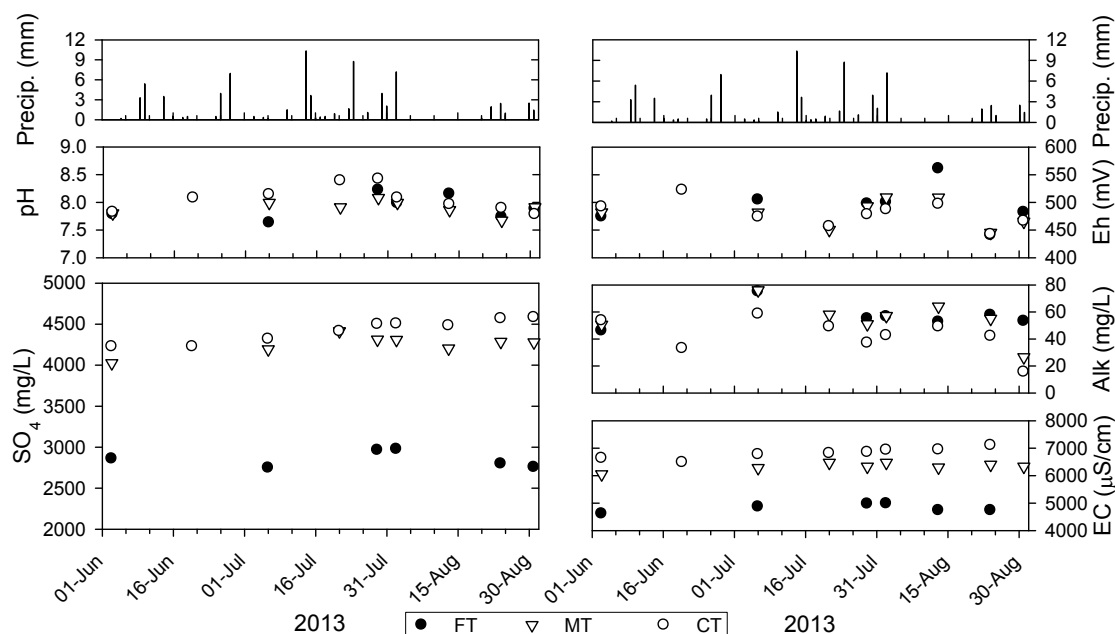 Precip. (mm)
12
9
6
3
0
pH
9.0
8.5
8.0
7.5
7.0
SO4 (mg/L)
5000
4500
4000
3500
3000
2500
2000
01-Jun
16-Jun
01-Jul
16-Jul
31-Jul
15-Aug
30-Aug
2013
12
9
6
3
0
Precip. (mm)
600
550
500
450
400
Eh (mV)
80
60
40
20
0
Alk (mg/L)
8000
7000
6000
5000
4000
EC (µS/cm)
01-Jun
16-Jun
01-Jul
16-Jul
31-Jul
15-Aug
30-Aug
2013
FT MT CT